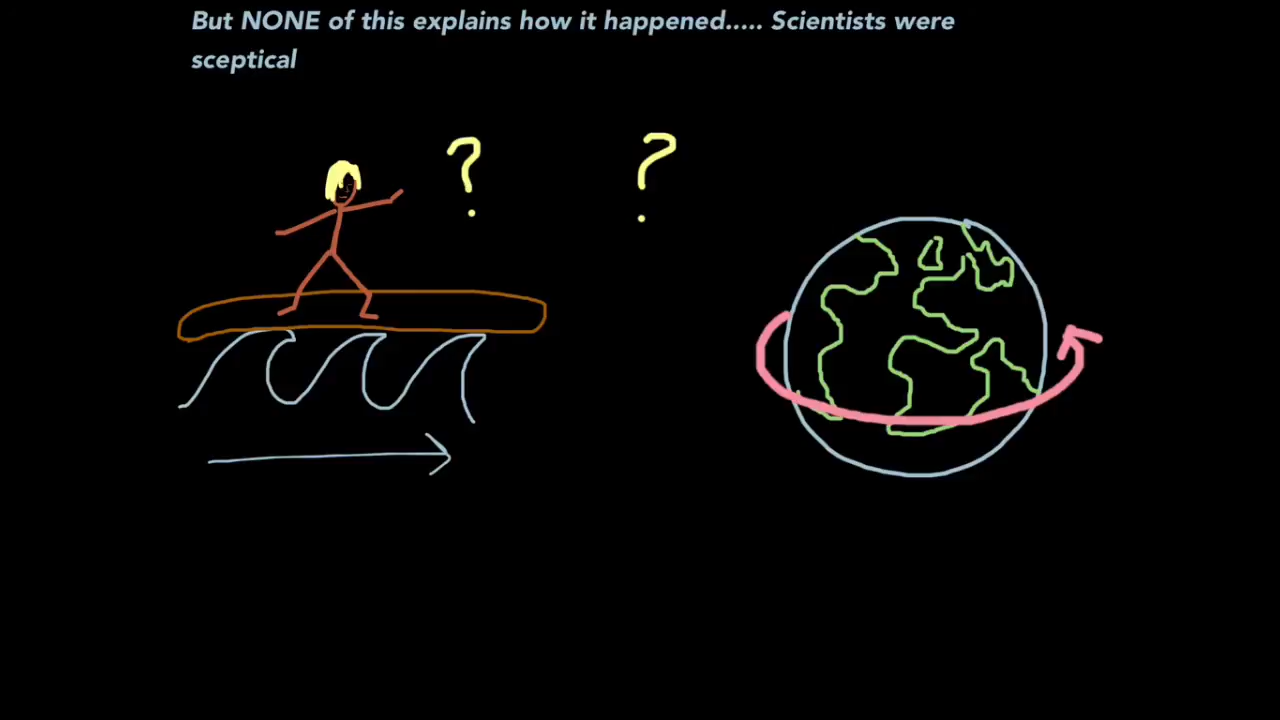 But NONE of this explains how it happened..... Scientists were
sceptical
? ?